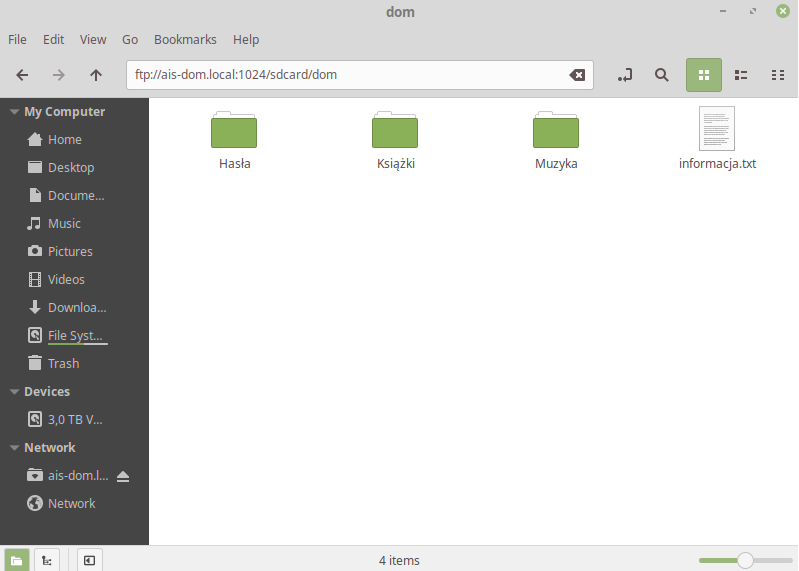 dom
File Edit View Go Bookmarks Help
ftp://ais-dom.local:1024/sdcard/dom
My Computer
Home
Desktop
Docume...
Music
Pictures
Videos
Downloa...
File Syst...
Trash
Devices
3,0 TB V...
Network
ais-dom.l...
Network
Hasła Książki Muzyka informacja.txt
4 items